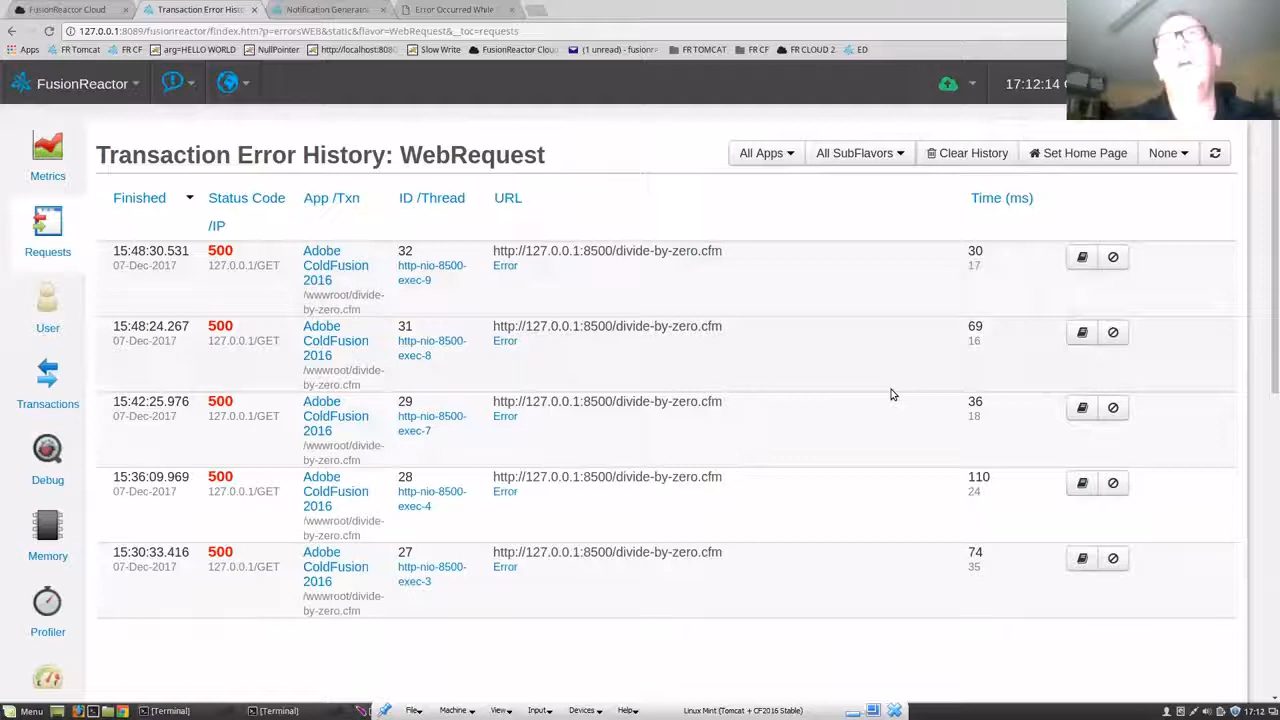 FusionReactor Cloud
Transaction Error Hist
Notification Generatin
Error Occurred While
127.0.0.1:8089/fusionreactor/findex.htm?p=errorsWEB&static&flavor=WebRequest&__toc=requests
Apps FR Tomcat FR CF arg=HELLO WORLD NullPointer http://localhost:8080 Slow Write FusionReactor Clou (1 unread) - fusionr FR TOMCAT FR CF FR CLOUD 2 ED
FusionReactor
17:12:14
Metrics
Requests
User
Transactions
Debug
Memory
Profiler
Transaction Error History: WebRequest
All Apps All SubFlavors Clear History Set Home Page None
Finished Status Code /IP App /Txn ID /Thread URL Time (ms)
15:48:30.531 500 Adobe 32 http://127.0.0.1:8500/divide-by-zero.cfm 30
07-Dec-2017 127.0.0.1/GET ColdFusion http-nio-8500- Error 17
2016 exec-9
/wwwroot/divide-
by-zero.cfm
15:48:24.267 500 Adobe 31 http://127.0.0.1:8500/divide-by-zero.cfm 69
07-Dec-2017 127.0.0.1/GET ColdFusion http-nio-8500- Error 16
2016 exec-8
/wwwroot/divide-
by-zero.cfm
15:42:25.976 500 Adobe 29 http://127.0.0.1:8500/divide-by-zero.cfm 36
07-Dec-2017 127.0.0.1/GET ColdFusion http-nio-8500- Error 18
2016 exec-7
/wwwroot/divide-
by-zero.cfm
15:36:09.969 500 Adobe 28 http://127.0.0.1:8500/divide-by-zero.cfm 110
07-Dec-2017 127.0.0.1/GET ColdFusion http-nio-8500- Error 24
2016 exec-4
/wwwroot/divide-
by-zero.cfm
15:30:33.416 500 Adobe 27 http://127.0.0.1:8500/divide-by-zero.cfm 74
07-Dec-2017 127.0.0.1/GET ColdFusion http-nio-8500- Error 35
2016 exec-3
/wwwroot/divide-
by-zero.cfm
Menu [Terminal] [Terminal] File Machine View Input Devices Help Linux Mint (Tomcat + CF2016 Stable) 17:12